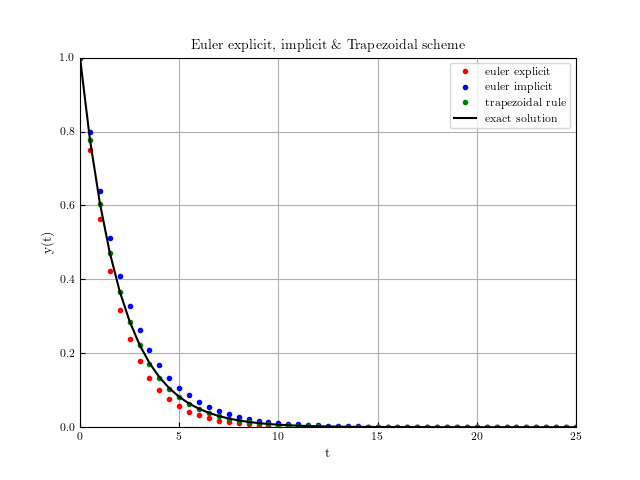 Euler explicit, implicit & Trapezoidal scheme
1.0
0.8
0.6
0.4
0.2
0.0
y(t)
euler explicit
euler implicit
trapezoidal rule
exact solution
0 5 10 15 20 25
t